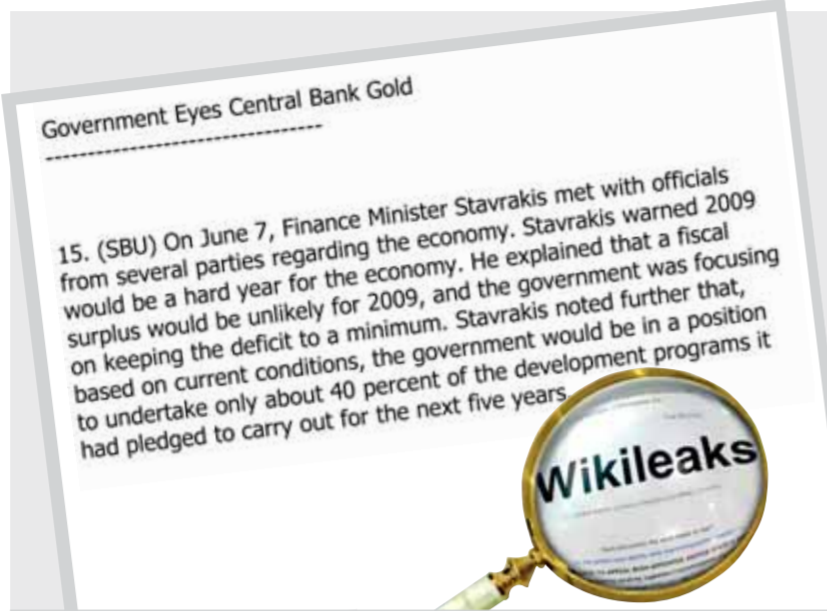 Government Eyes Central Bank Gold
---------------------------------
15. (SBU) On June 7, Finance Minister Stavrakis met with officials
from several parties regarding the economy. Stavrakis warned 2009
would be a hard year for the economy. He explained that a fiscal
surplus would be unlikely for 2009, and the government was focusing
on keeping the deficit to a minimum. Stavrakis noted further that,
based on current conditions, the government would be in a position
to undertake only about 40 percent of the development programs it
had pledged to carry out for the next five years
Wikileaks